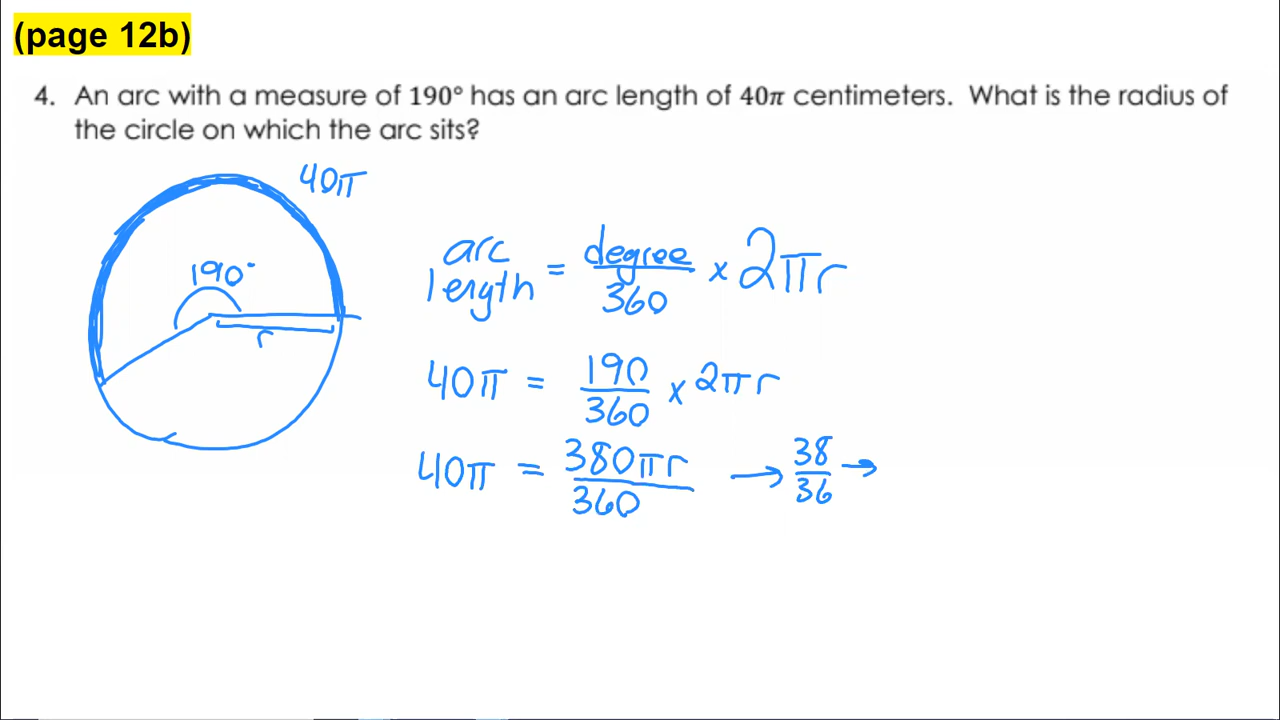 (page 12b)
4. An arc with a measure of 190° has an arc length of 40π centimeters. What is the radius of
the circle on which the arc sits?
40π
190°
r
arc length = degree/360 × 2πr
40π = 190/360 × 2πr
40π = 380πr/360 → 38/36 →